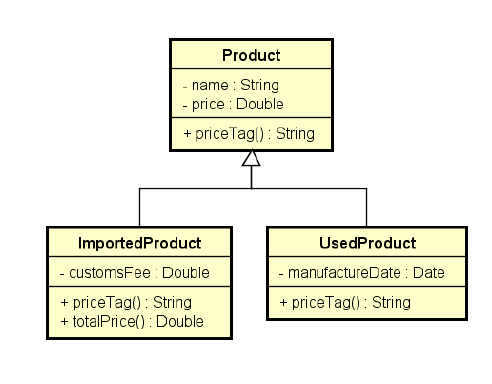 Product
- name : String
- price : Double
+ priceTag() : String
ImportedProduct
- customsFee : Double
+ priceTag() : String
+ totalPrice() : Double
UsedProduct
- manufactureDate : Date
+ priceTag() : String